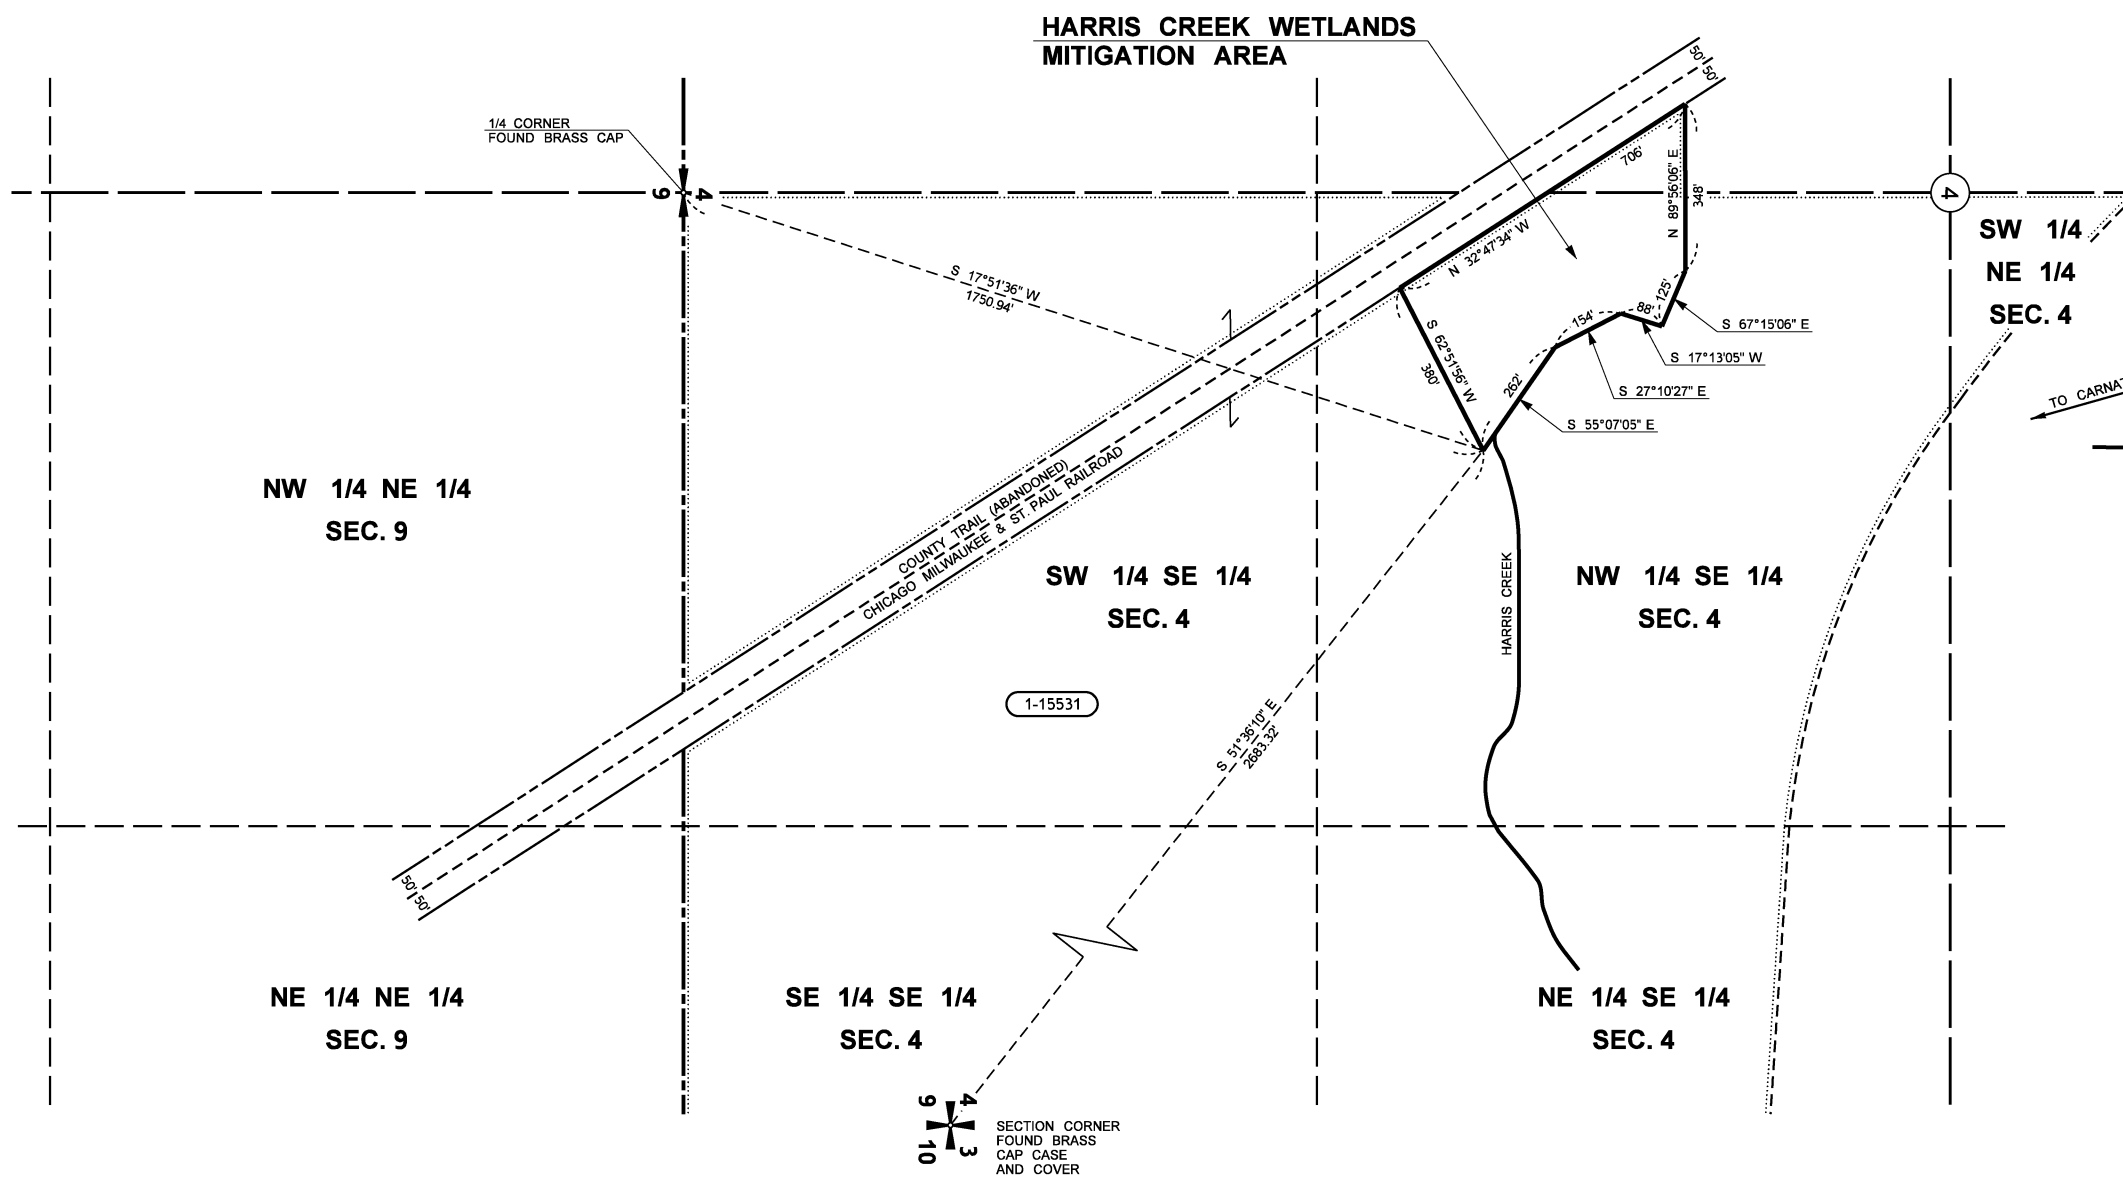 HARRIS CREEK WETLANDS
MITIGATION AREA
50' 50'
1/4 CORNER
FOUND BRASS CAP
9 4
706'
N 89°56'06" E
348'
4
SW 1/4
NE 1/4
SEC. 4
N 32°47'34" W
S 17°51'36" W
1750.94'
125'
88'
154'
S 67°15'06" E
S 17°13'05" W
S 27°10'27" E
S 55°07'05" E
S 62°51'56" W
380'
262'
TO CARNAT
COUNTY TRAIL (ABANDONED)
CHICAGO MILWAUKEE & ST. PAUL RAILROAD
NW 1/4 NE 1/4
SEC. 9
SW 1/4 SE 1/4
SEC. 4
HARRIS CREEK
NW 1/4 SE 1/4
SEC. 4
1-15531
S 51°36'10" E
2683.32'
50' 50'
NE 1/4 NE 1/4
SEC. 9
SE 1/4 SE 1/4
SEC. 4
NE 1/4 SE 1/4
SEC. 4
9 4
10 3
SECTION CORNER
FOUND BRASS
CAP CASE
AND COVER